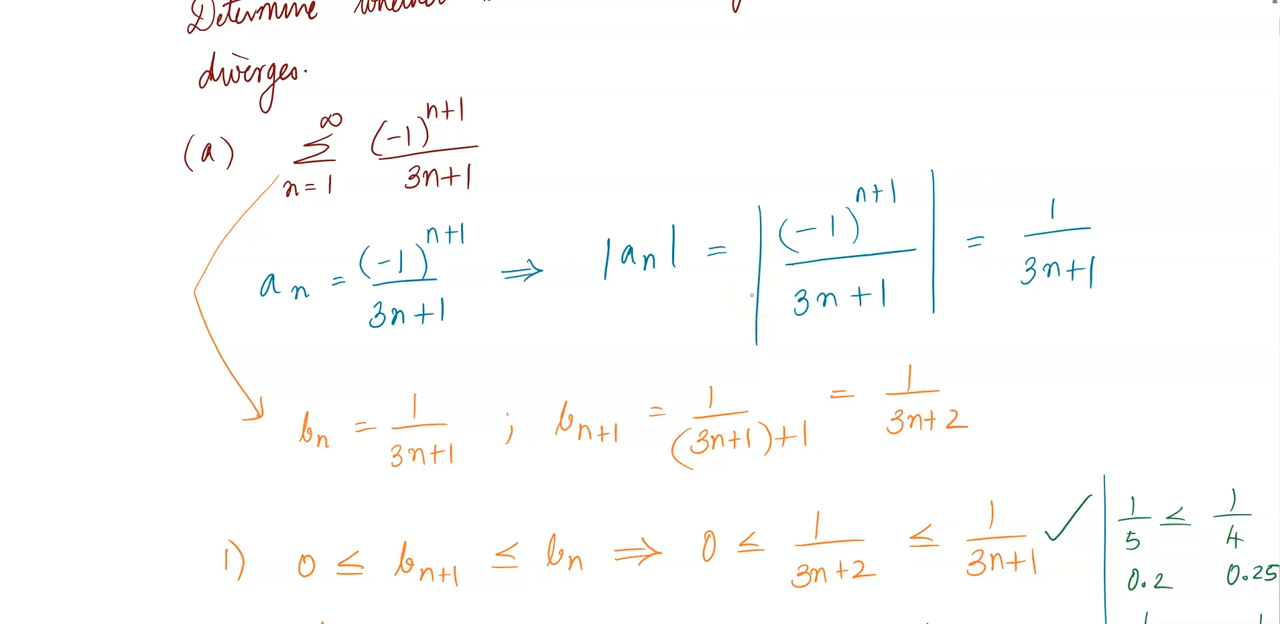 Determine whether
diverges.
(a) ∞ ∑ n=1 (-1)^{n+1} / 3n+1
a_n = (-1)^{n+1} / 3n+1 ⇒ |a_n| = | (-1)^{n+1} / 3n+1 | = 1 / 3n+1
b_n = 1 / 3n+1 ; b_{n+1} = 1 / (3n+1)+1 = 1 / 3n+2
1) 0 ≤ b_{n+1} ≤ b_n ⇒ 0 ≤ 1 / 3n+2 ≤ 1 / 3n+1 ✓
1/5 ≤ 1/4
0.2 0.25